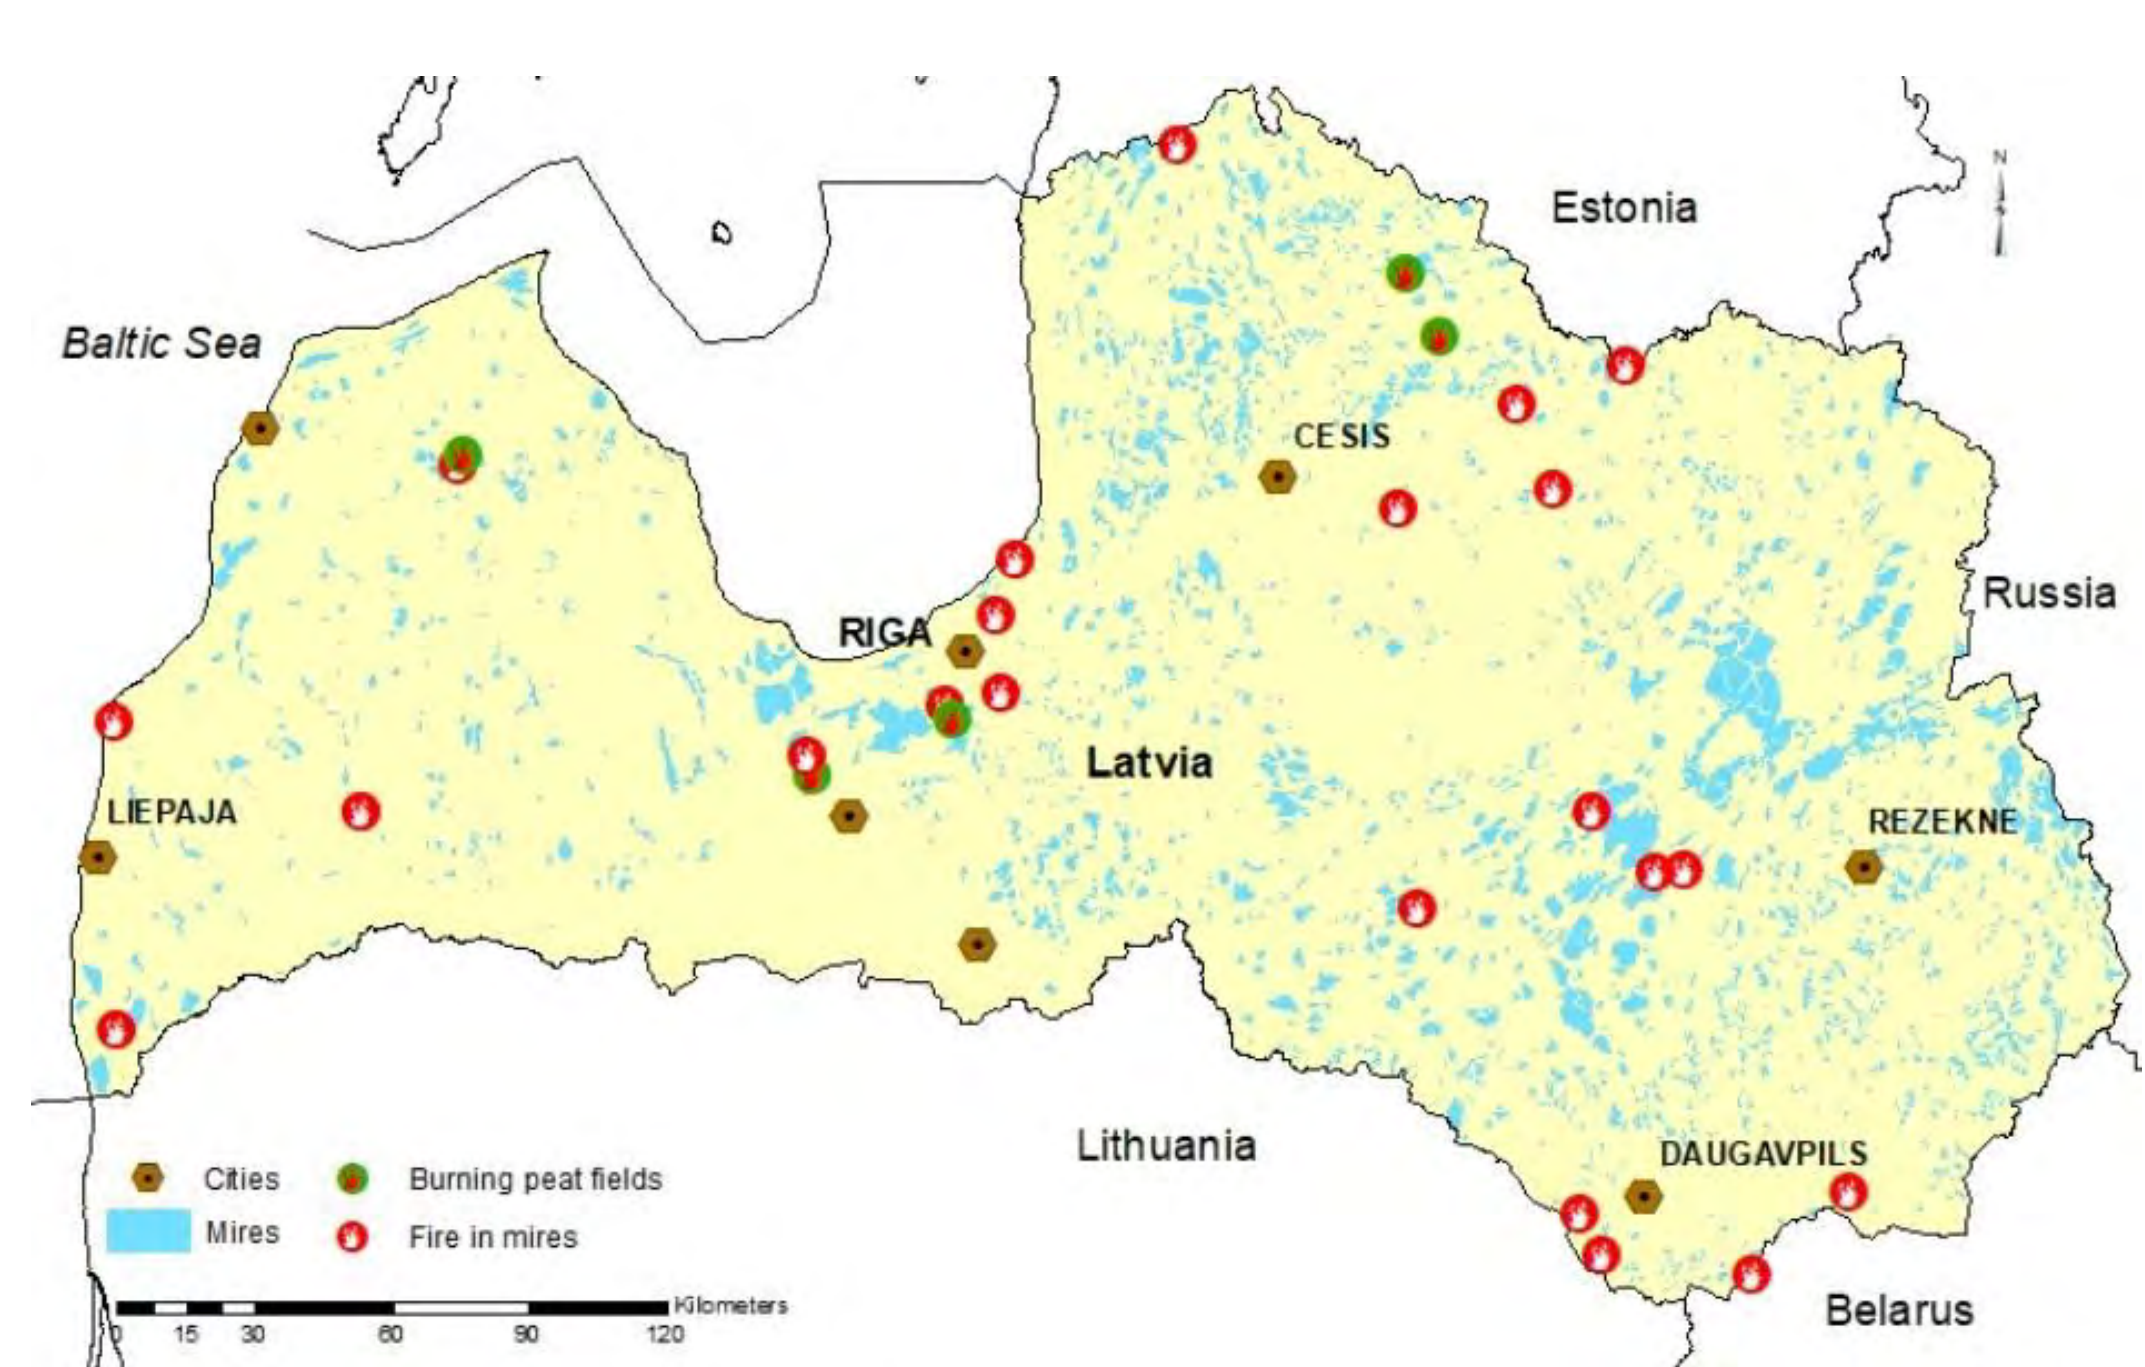 N
Estonia
Baltic Sea
CESIS
Russia
RIGA
Latvia
LIEPAJA
REZEKNE
Lithuania
DAUGAVPILS
Cities
Burning peat fields
Mires
Fire in mires
Belarus
Kilometers
0 15 30 60 90 120